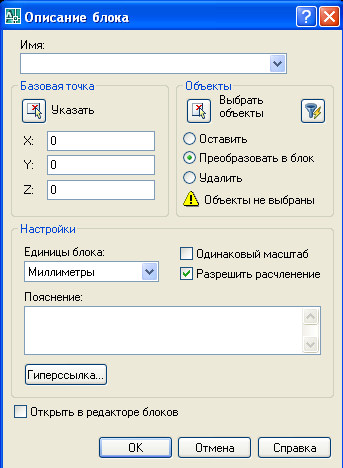 Описание блока
Имя:
Базовая точка
Указать
X: 0
Y: 0
Z: 0
Объекты
Выбрать
объекты
Оставить
Преобразовать в блок
Удалить
Объекты не выбраны
Настройки
Единицы блока:
Миллиметры
Одинаковый масштаб
Разрешить расчленение
Пояснение:
Гиперссылка...
Открыть в редакторе блоков
OK Отмена Справка